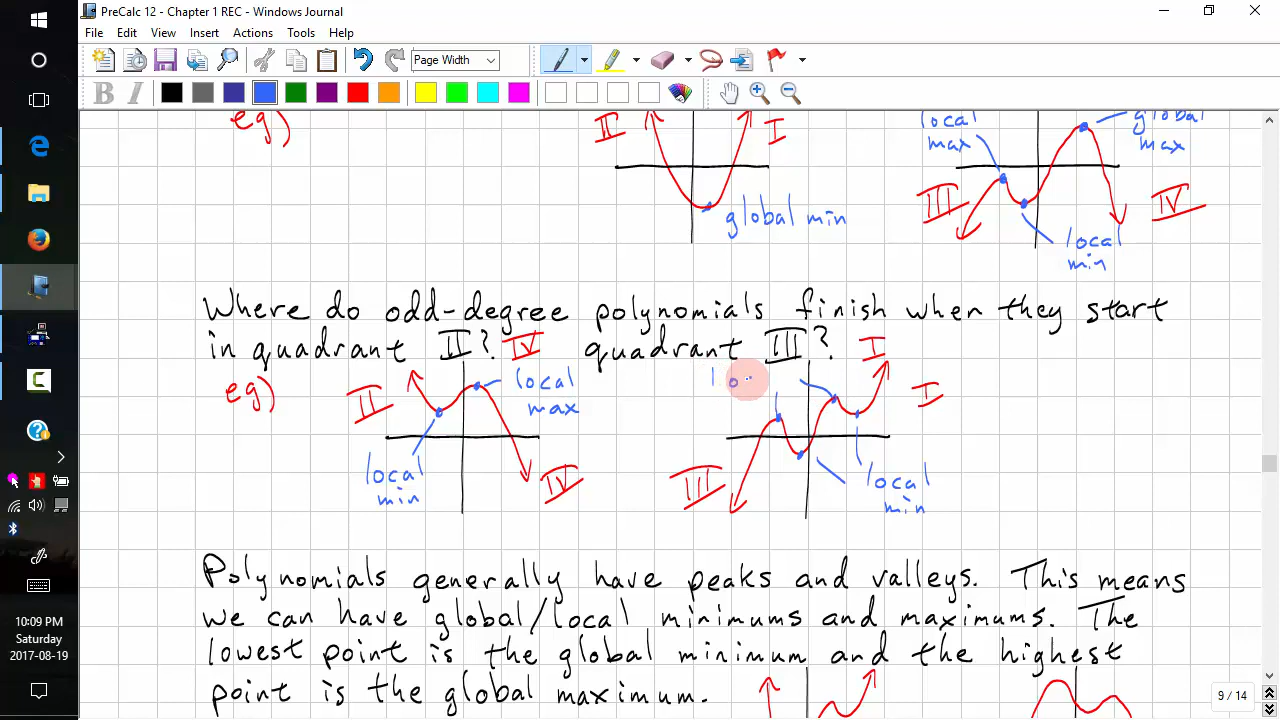 PreCalc 12 - Chapter 1 REC - Windows Journal
File Edit View Insert Actions Tools Help
Page Width
B I
eg)
II
I
global min
local
max
global
max
III
IV
local
min
Where do odd-degree polynomials finish when they start
in quadrant II? IV quadrant III? I
eg)
II
local
max
local
min
IV
lo
I
III
local
min
Polynomials generally have peaks and valleys. This means
we can have global/local minimums and maximums. The
lowest point is the global minimum and the highest
point is the global maximum.
10:09 PM
Saturday
2017-08-19
9 / 14